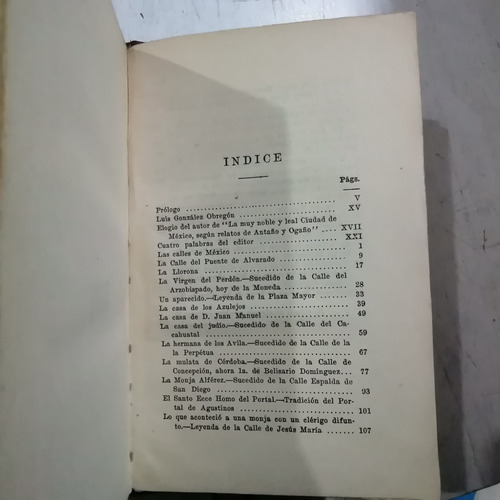 INDICE
Págs.
Prólogo V
Luis González Obregón XV
Elogio del autor de "La muy noble y leal Ciudad de
México, según relatos de Antaño y Ogaño" XVII
Cuatro palabras del editor XXI
Las calles de México 1
La Calle del Puente de Alvarado 9
La Llorona 17
La Virgen del Perdón.—Sucedido de la Calle del
Arzobispado, hoy de la Moneda 28
Un aparecido.—Leyenda de la Plaza Mayor 33
La casa de los Azulejos 39
La casa de D. Juan Manuel 49
La casa del judío.—Sucedido de la Calle del Ca-
cahuatal 59
La hermana de los Avila.—Sucedido de la Calle de la
la Perpétua 67
La mulata de Córdoba.—Sucedido de la Calle de
Concepción, ahora 1a. de Belisario Domínguez 77
La Monja Alférez.—Sucedido de la Calle Espalda de
San Diego 93
El Santo Ecce Homo del Portal.—Tradición del Por-
tal de Agustinos 101
Lo que aconteció a una monja con un clérigo difun-
to.—Leyenda de la Calle de Jesús María 107